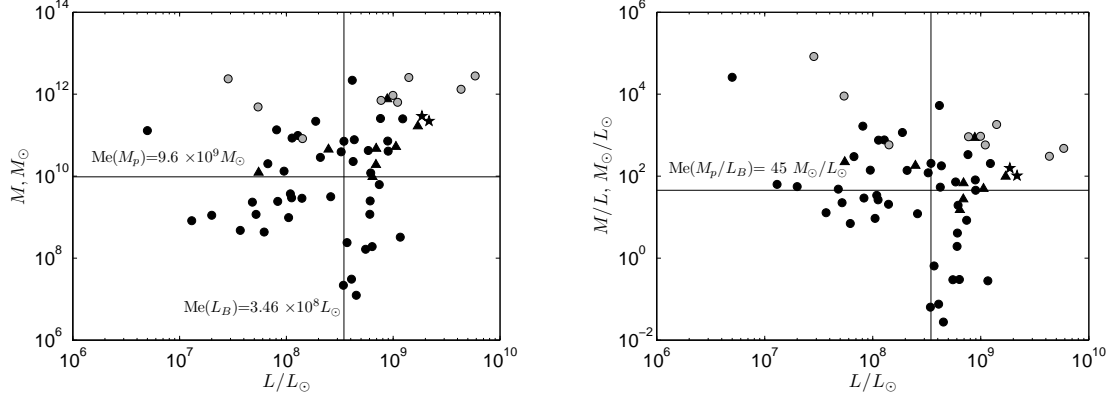 10^14
10^12
10^10
10^8
10^6
M, M_⊙
Me(M_p)=9.6 ×10^9 M_⊙
Me(L_B)=3.46 ×10^8 L_⊙
10^6 10^7 10^8 10^9 10^10
L/L_⊙
10^6
10^4
10^2
10^0
10^−2
M/L, M_⊙/L_⊙
Me(M_p/L_B)= 45 M_⊙/L_⊙
10^6 10^7 10^8 10^9 10^10
L/L_⊙